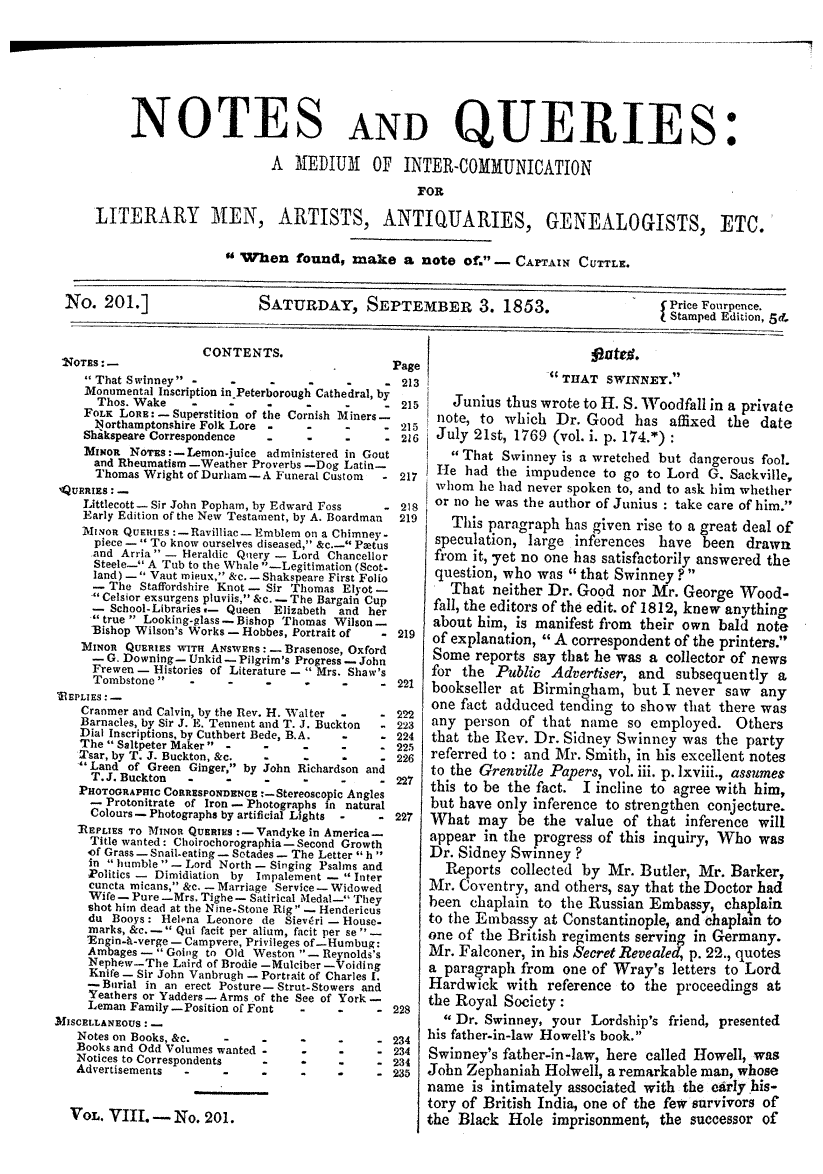 NOTES AND QUERIES:
A MEDIUM OF INTER-COMMUNICATION
FOR
LITERARY MEN, ARTISTS, ANTIQUARIES, GENEALOGISTS, ETC.
"When found, make a note of." — CAPTAIN CUTTLE.
No. 201.]
SATURDAY, SEPTEMBER 3. 1853.
{ Price Fourpence.
{ Stamped Edition, 5d.
CONTENTS.
NOTES:— Page
"That Swinney" - - - - - - 213
Monumental Inscription in Peterborough Cathedral, by
Thos. Wake - - - - - - 215
FOLK LORE:—Superstition of the Cornish Miners—
Northamptonshire Folk Lore - - - - 215
Shakspeare Correspondence - - - - 216
MINOR NOTES:—Lemon-juice administered in Gout
and Rheumatism—Weather Proverbs—Dog Latin—
Thomas Wright of Durham—A Funeral Custom - 217
QUERIES:—
Littlecott—Sir John Popham, by Edward Foss - 218
Early Edition of the New Testament, by A. Boardman 219
MINOR QUERIES:—Ravilliac—Emblem on a Chimney-
piece—"To know ourselves diseased," &c.—"Pætus
and Arria"—Heraldic Query—Lord Chancellor
Steele—"A Tub to the Whale"—Legitimation (Scot-
land)—"Vaut mieux," &c.—Shakspeare First Folio
—The Staffordshire Knot—Sir Thomas Elyot—
"Celsior exsurgens pluviis," &c.—The Bargain Cup
—School-Libraries—Queen Elizabeth and her
"true" Looking-glass—Bishop Thomas Wilson—
Bishop Wilson's Works—Hobbes, Portrait of - 219
MINOR QUERIES WITH ANSWERS:—Brasenose, Oxford
—G. Downing—Unkid—Pilgrim's Progress—John
Frewen—Histories of Literature—"Mrs. Shaw's
Tombstone" - - - - - - 221
REPLIES:—
Cranmer and Calvin, by the Rev. H. Walter - - 222
Barnacles, by Sir J. E. Tennent and T. J. Buckton - 223
Dial Inscriptions, by Cuthbert Bede, B.A. - - 224
The "Saltpeter Maker" - - - - - 225
Tsar, by T. J. Buckton, &c. - - - - 226
"Land of Green Ginger," by John Richardson and
T. J. Buckton - - - - - - 227
PHOTOGRAPHIC CORRESPONDENCE:—Stereoscopic Angles
—Protonitrate of Iron—Photographs in natural
Colours—Photographs by artificial Lights - - 227
REPLIES TO MINOR QUERIES:—Vandyke in America—
Title wanted: Choirochorographia—Second Growth
of Grass—Snail-eating—Sotades—The Letter "h"
in "humble"—Lord North—Singing Psalms and
Politics—Dimidiation by Impalement—"Inter
cuncta micans," &c.—Marriage Service—Widowed
Wife—Pure—Mrs. Tighe—Satirical Medal—"They
shot him dead at the Nine-Stone Rig"—Hendericus
du Booys: Helena Leonore de Sievéri—House-
marks, &c.—"Qui facit per alium, facit per se"—
Engin-à-verge—Campvere, Privileges of—Humbug:
Ambages—"Going to Old Weston"—Reynolds's
Nephew—The Laird of Brodie—Mulciber—Voiding
Knife—Sir John Vanbrugh—Portrait of Charles I.
—Burial in an erect Posture—Strut-Stowers and
Yeathers or Yadders—Arms of the See of York—
Leman Family—Position of Font - - - 228
MISCELLANEOUS:—
Notes on Books, &c. - - - - - 234
Books and Odd Volumes wanted - - - - 234
Notices to Correspondents - - - - 234
Advertisements - - - - - - 235
VOL. VIII.—No. 201.
Notes.
"THAT SWINNEY."
Junius thus wrote to H. S. Woodfall in a private
note, to which Dr. Good has affixed the date
July 21st, 1769 (vol. i. p. 174.*):
"That Swinney is a wretched but dangerous fool.
He had the impudence to go to Lord G. Sackville,
whom he had never spoken to, and to ask him whether
or no he was the author of Junius: take care of him."
This paragraph has given rise to a great deal of
speculation, large inferences have been drawn
from it, yet no one has satisfactorily answered the
question, who was "that Swinney?"
That neither Dr. Good nor Mr. George Wood-
fall, the editors of the edit. of 1812, knew anything
about him, is manifest from their own bald note
of explanation, "A correspondent of the printers."
Some reports say that he was a collector of news
for the Public Advertiser, and subsequently a
bookseller at Birmingham, but I never saw any
one fact adduced tending to show that there was
any person of that name so employed. Others
that the Rev. Dr. Sidney Swinney was the party
referred to: and Mr. Smith, in his excellent notes
to the Grenville Papers, vol. iii. p. lxviii., assumes
this to be the fact. I incline to agree with him,
but have only inference to strengthen conjecture.
What may be the value of that inference will
appear in the progress of this inquiry, Who was
Dr. Sidney Swinney?
Reports collected by Mr. Butler, Mr. Barker,
Mr. Coventry, and others, say that the Doctor had
been chaplain to the Russian Embassy, chaplain
to the Embassy at Constantinople, and chaplain to
one of the British regiments serving in Germany.
Mr. Falconer, in his Secret Revealed, p. 22., quotes
a paragraph from one of Wray's letters to Lord
Hardwick with reference to the proceedings at
the Royal Society:
"Dr. Swinney, your Lordship's friend, presented
his father-in-law Howell's book."
Swinney's father-in-law, here called Howell, was
John Zephaniah Holwell, a remarkable man, whose
name is intimately associated with the early his-
tory of British India, one of the few survivors of
the Black Hole imprisonment, the successor of